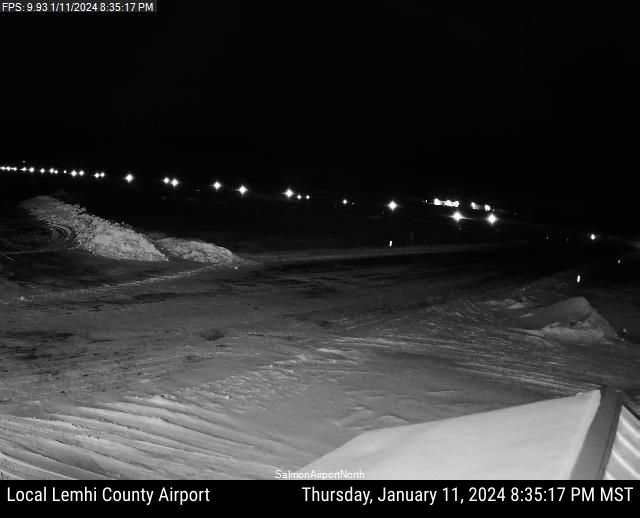 FPS: 9.93 1/11/2024 8:35:17 PM
SalmonAirportNorth
Local Lemhi County Airport Thursday, January 11, 2024 8:35:17 PM MST